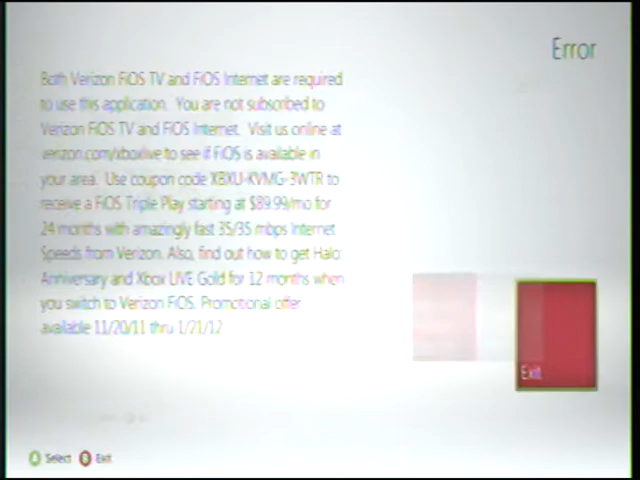 Error
Both Verizon FiOS TV and FiOS Internet are required
to use this application. You are not subscribed to
Verizon FiOS TV and FiOS Internet. Visit us online at
verizon.com/xboxlive to see if FiOS is available in
your area. Use coupon code XBXU-KVMG-3WTR to
receive a FiOS Triple Play starting at $89.99/mo for
24 months with amazingly fast 35/35 mbps Internet
Speeds from Verizon. Also, find out how to get Halo:
Anniversary and Xbox LIVE Gold for 12 months when
you switch to Verizon FiOS. Promotional offer
available 11/20/11 thru 1/21/12
Exit
A Select B Exit